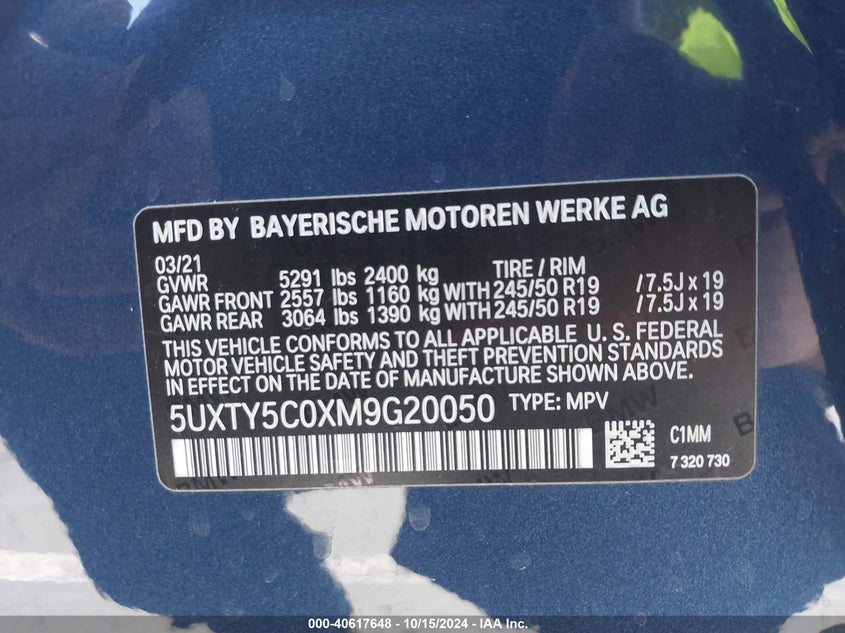 MFD BY BAYERISCHE MOTOREN WERKE AG
03/21
GVWR 5291 lbs 2400 kg TIRE / RIM
GAWR FRONT 2557 lbs 1160 kg WITH 245/50 R19 / 7.5J x 19
GAWR REAR 3064 lbs 1390 kg WITH 245/50 R19 / 7.5J x 19
THIS VEHICLE CONFORMS TO ALL APPLICABLE U. S. FEDERAL
MOTOR VEHICLE SAFETY AND THEFT PREVENTION STANDARDS
IN EFFECT ON THE DATE OF MANUFACTURE SHOWN ABOVE.
5UXTY5C0XM9G20050 TYPE: MPV
C1MM
7 320 730
000-40617648 - 10/15/2024 - IAA Inc.